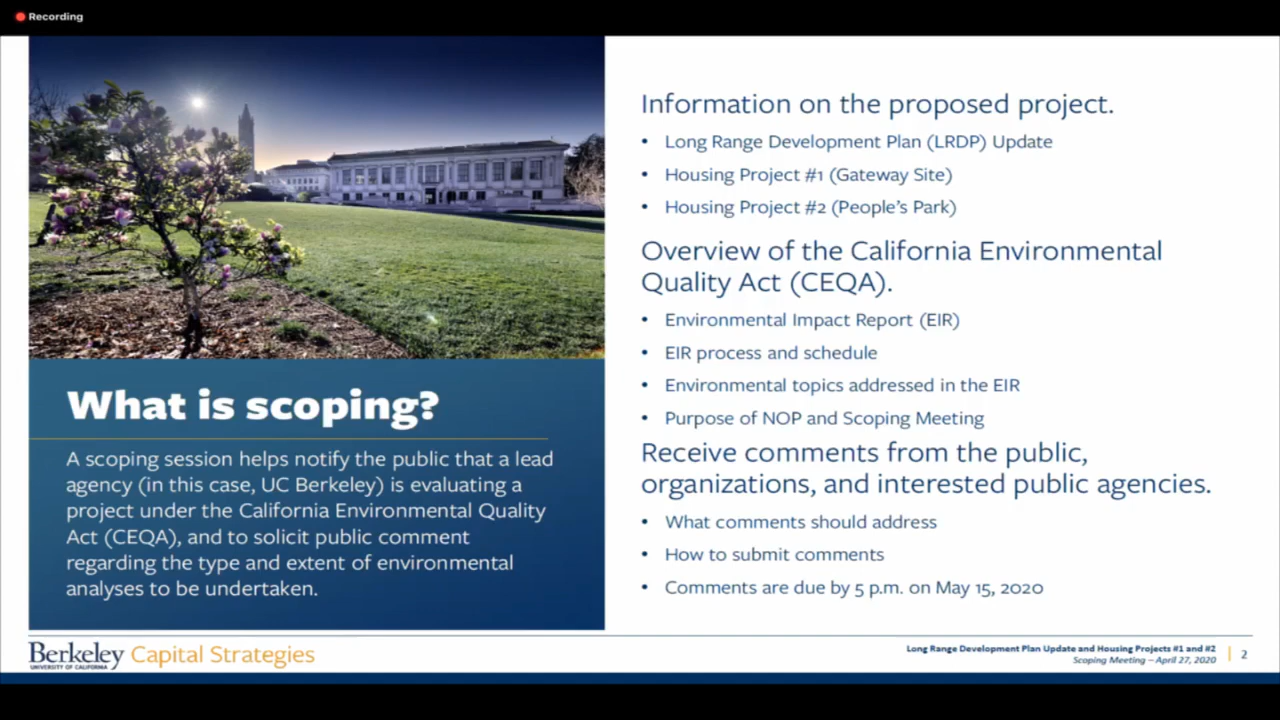 Recording
What is scoping?
A scoping session helps notify the public that a lead
agency (in this case, UC Berkeley) is evaluating a
project under the California Environmental Quality
Act (CEQA), and to solicit public comment
regarding the type and extent of environmental
analyses to be undertaken.
Information on the proposed project.
• Long Range Development Plan (LRDP) Update
• Housing Project #1 (Gateway Site)
• Housing Project #2 (People's Park)
Overview of the California Environmental
Quality Act (CEQA).
• Environmental Impact Report (EIR)
• EIR process and schedule
• Environmental topics addressed in the EIR
• Purpose of NOP and Scoping Meeting
Receive comments from the public,
organizations, and interested public agencies.
• What comments should address
• How to submit comments
• Comments are due by 5 p.m. on May 15, 2020
Berkeley Capital Strategies
UNIVERSITY OF CALIFORNIA
Long Range Development Plan Update and Housing Projects #1 and #2
Scoping Meeting – April 27, 2020
2